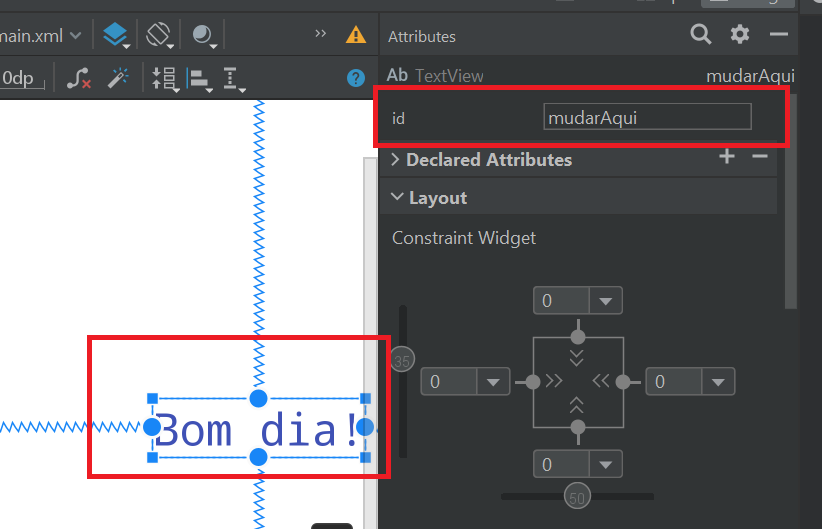 main.xml
»
Attributes
0dp
?
Ab TextView
mudarAqui
id
mudarAqui
Declared Attributes
Layout
Constraint Widget
0
35
0
0
Bom dia!
0
50